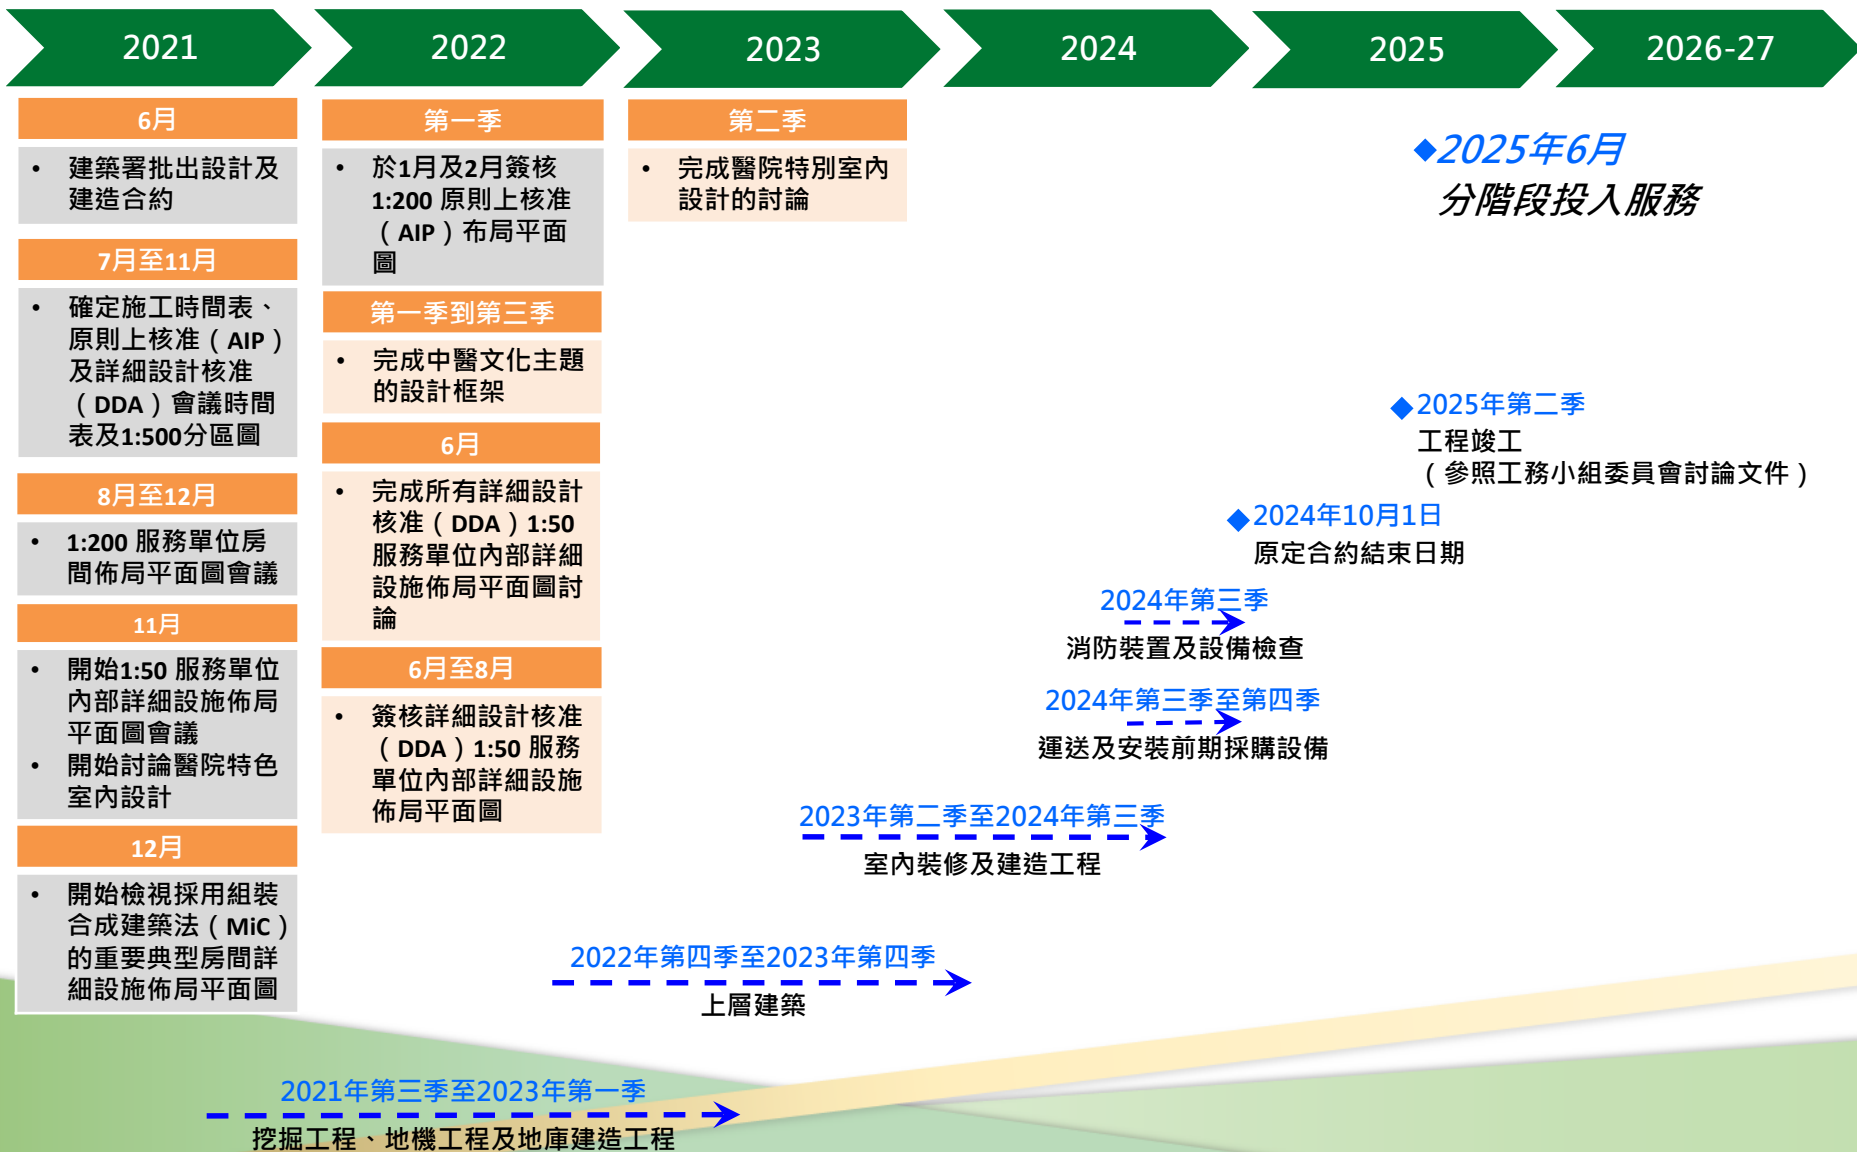 2021
2022
2023
2024
2025
2026-27
6月
• 建築署批出設計及
建造合約
7月至11月
• 確定施工時間表、
原則上核准（AIP）
及詳細設計核准
（DDA）會議時間
表及1:500分區圖
8月至12月
• 1:200 服務單位房
間佈局平面圖會議
11月
• 開始1:50 服務單位
內部詳細設施佈局
平面圖會議
• 開始討論醫院特色
室內設計
12月
• 開始檢視採用組裝
合成建築法（MiC）
的重要典型房間詳
細設施佈局平面圖
第一季
• 於1月及2月簽核
1:200 原則上核准
（AIP）布局平面
圖
第一季到第三季
• 完成中醫文化主題
的設計框架
6月
• 完成所有詳細設計
核准（DDA）1:50
服務單位內部詳細
設施佈局平面圖討
論
6月至8月
• 簽核詳細設計核准
（DDA）1:50 服務
單位內部詳細設施
佈局平面圖
第二季
• 完成醫院特別室內
設計的討論
2025年6月
分階段投入服務
2025年第二季
工程竣工
（參照工務小組委員會討論文件）
2024年10月1日
原定合約結束日期
2024年第三季
消防裝置及設備檢查
2024年第三季至第四季
運送及安裝前期採購設備
2023年第二季至2024年第三季
室內裝修及建造工程
2022年第四季至2023年第四季
上層建築
2021年第三季至2023年第一季
挖掘工程、地機工程及地庫建造工程